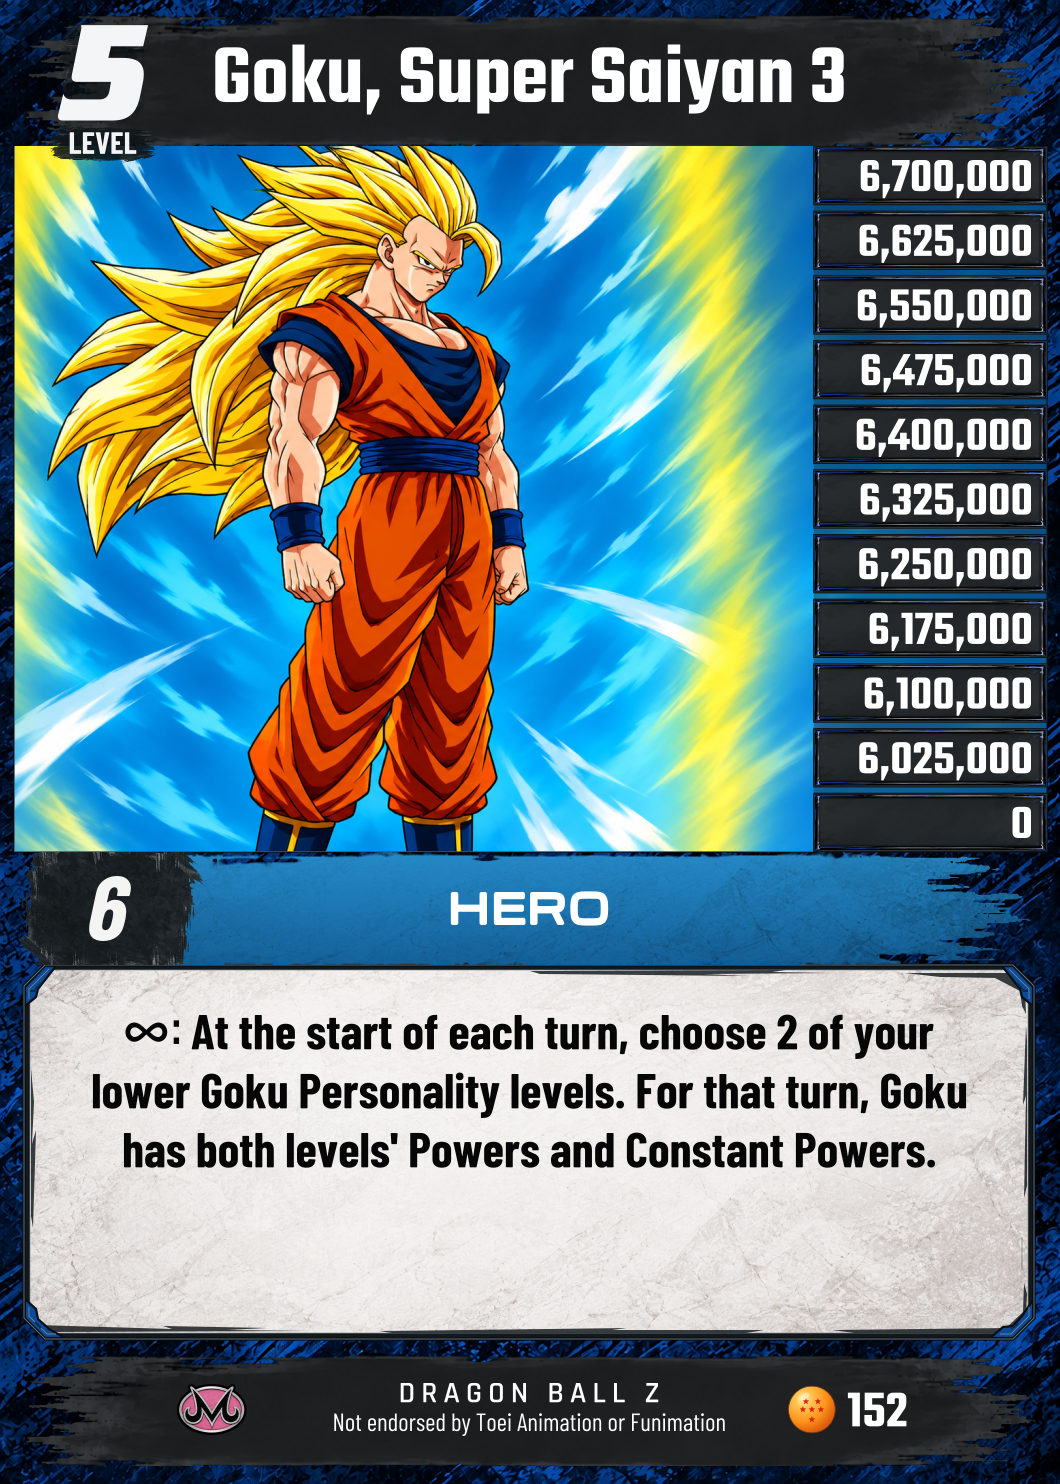 5
LEVEL
Goku, Super Saiyan 3
6,700,000
6,625,000
6,550,000
6,475,000
6,400,000
6,325,000
6,250,000
6,175,000
6,100,000
6,025,000
0
6
HERO
∞: At the start of each turn, choose 2 of your
lower Goku Personality levels. For that turn, Goku
has both levels' Powers and Constant Powers.
DRAGON BALL Z
Not endorsed by Toei Animation or Funimation
152